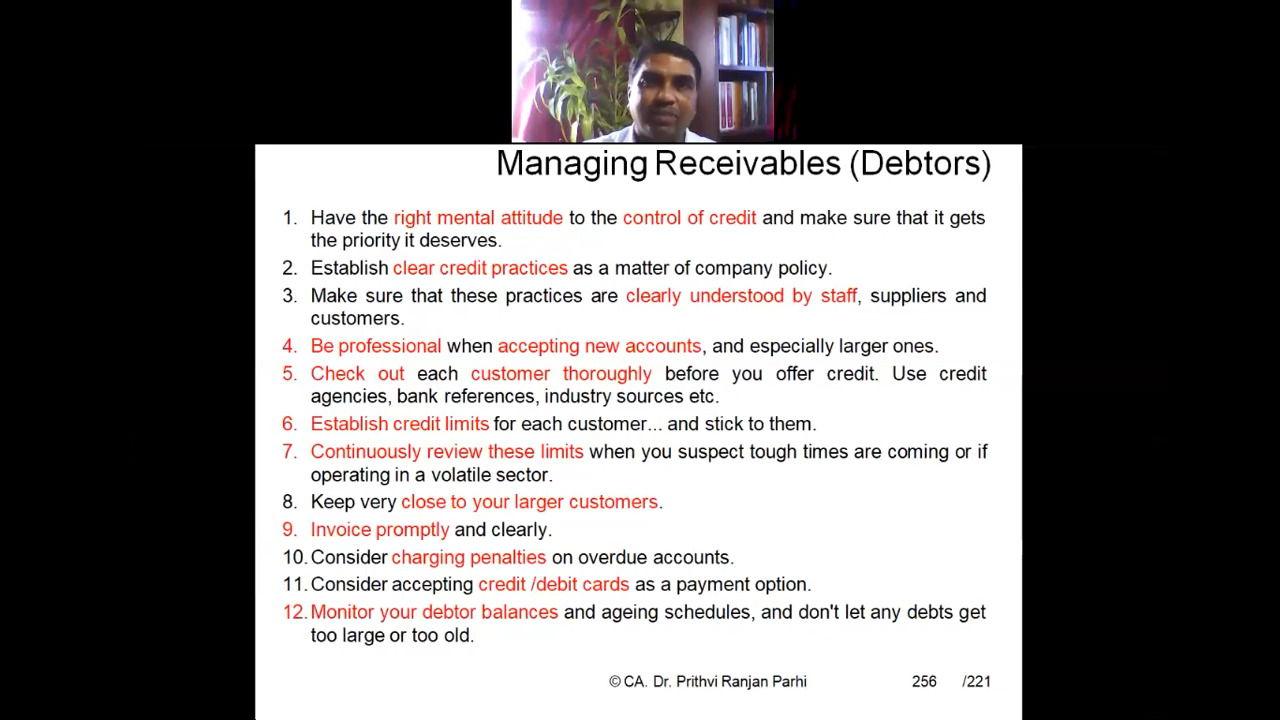 Managing Receivables (Debtors)
1. Have the right mental attitude to the control of credit and make sure that it gets
the priority it deserves.
2. Establish clear credit practices as a matter of company policy.
3. Make sure that these practices are clearly understood by staff, suppliers and
customers.
4. Be professional when accepting new accounts, and especially larger ones.
5. Check out each customer thoroughly before you offer credit. Use credit
agencies, bank references, industry sources etc.
6. Establish credit limits for each customer... and stick to them.
7. Continuously review these limits when you suspect tough times are coming or if
operating in a volatile sector.
8. Keep very close to your larger customers.
9. Invoice promptly and clearly.
10. Consider charging penalties on overdue accounts.
11. Consider accepting credit /debit cards as a payment option.
12. Monitor your debtor balances and ageing schedules, and don't let any debts get
too large or too old.
© CA. Dr. Prithvi Ranjan Parhi 256 /221